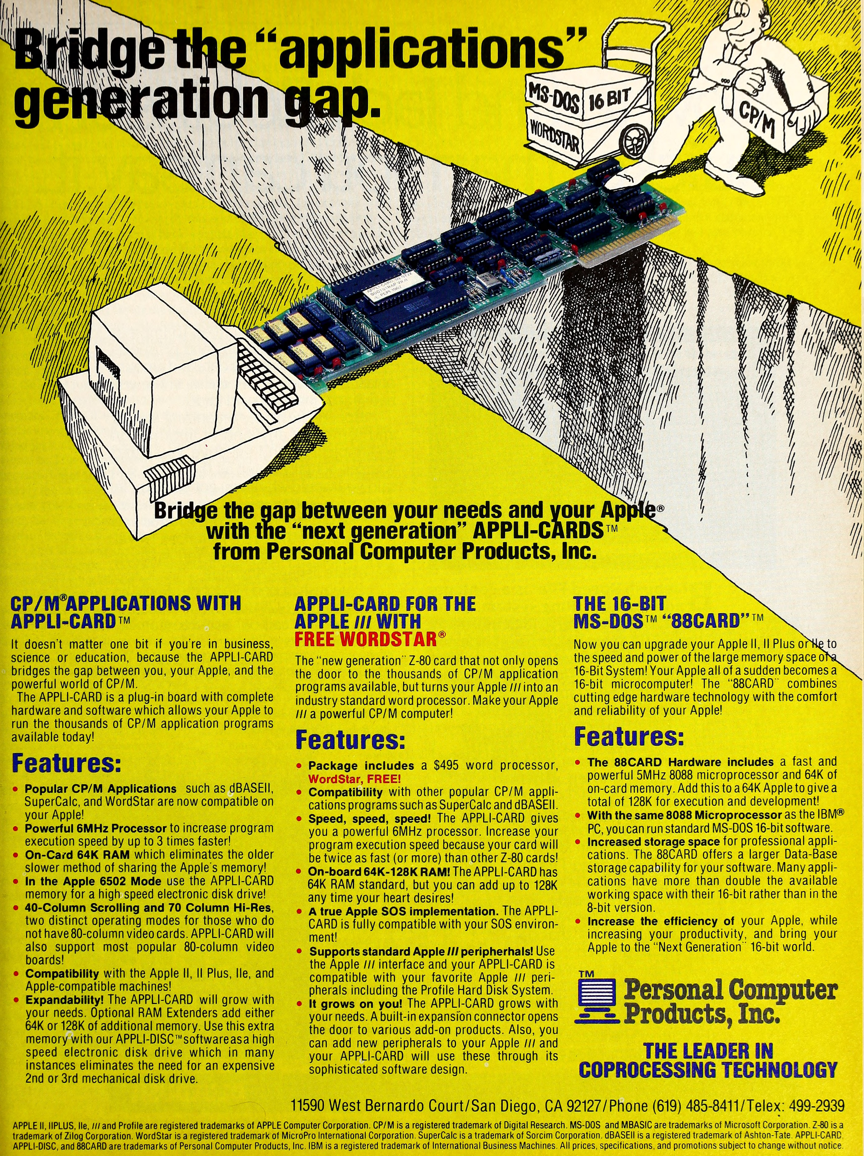 Bridge the “applications”
generation gap.
MS-DOS 16 BIT
WORDSTAR
CP/M
Bridge the gap between your needs and your Apple®
with the “next generation” APPLI-CARDS™
from Personal Computer Products, Inc.
CP/M® APPLICATIONS WITH
APPLI-CARD™
It doesn't matter one bit if you're in business,
science or education, because the APPLI-CARD
bridges the gap between you, your Apple, and the
powerful world of CP/M.
The APPLI-CARD is a plug-in board with complete
hardware and software which allows your Apple to
run the thousands of CP/M application programs
available today!
Features:
• Popular CP/M Applications such as dBASEII,
SuperCalc, and WordStar are now compatible on
your Apple!
• Powerful 6MHz Processor to increase program
execution speed by up to 3 times faster!
• On-Card 64K RAM which eliminates the older
slower method of sharing the Apple's memory!
• In the Apple 6502 Mode use the APPLI-CARD
memory for a high speed electronic disk drive!
• 40-Column Scrolling and 70 Column Hi-Res,
two distinct operating modes for those who do
not have 80-column video cards. APPLI-CARD will
also support most popular 80-column video
boards!
• Compatibility with the Apple II, II Plus, IIe, and
Apple-compatible machines!
• Expandability! The APPLI-CARD will grow with
your needs. Optional RAM Extenders add either
64K or 128K of additional memory. Use this extra
memory with our APPLI-DISC™ software as a high
speed electronic disk drive which in many
instances eliminates the need for an expensive
2nd or 3rd mechanical disk drive.
APPLI-CARD FOR THE
APPLE /// WITH
FREE WORDSTAR®
The “new generation” Z-80 card that not only opens
the door to the thousands of CP/M application
programs available, but turns your Apple /// into an
industry standard word processor. Make your Apple
/// a powerful CP/M computer!
Features:
• Package includes a $495 word processor,
WordStar, FREE!
• Compatibility with other popular CP/M appli-
cations programs such as SuperCalc and dBASEII.
• Speed, speed, speed! The APPLI-CARD gives
you a powerful 6MHz processor. Increase your
program execution speed because your card will
be twice as fast (or more) than other Z-80 cards!
• On-board 64K-128K RAM! The APPLI-CARD has
64K RAM standard, but you can add up to 128K
any time your heart desires!
• A true Apple SOS implementation. The APPLI-
CARD is fully compatible with your SOS environ-
ment!
• Supports standard Apple /// peripherhals! Use
the Apple /// interface and your APPLI-CARD is
compatible with your favorite Apple /// peri-
pherals including the Profile Hard Disk System.
• It grows on you! The APPLI-CARD grows with
your needs. A built-in expansion connector opens
the door to various add-on products. Also, you
can add new peripherals to your Apple /// and
your APPLI-CARD will use these through its
sophisticated software design.
THE 16-BIT
MS-DOS™ “88CARD”™
Now you can upgrade your Apple II, II Plus or IIe to
the speed and power of the large memory space of a
16-Bit System! Your Apple all of a sudden becomes a
16-bit microcomputer! The “88CARD” combines
cutting edge hardware technology with the comfort
and reliability of your Apple!
Features:
• The 88CARD Hardware includes a fast and
powerful 5MHz 8088 microprocessor and 64K of
on-card memory. Add this to a 64K Apple to give a
total of 128K for execution and development!
• With the same 8088 Microprocessor as the IBM®
PC, you can run standard MS-DOS 16-bit software.
• Increased storage space for professional appli-
cations. The 88CARD offers a larger Data-Base
storage capability for your software. Many appli-
cations have more than double the available
working space with their 16-bit rather than in the
8-bit version.
• Increase the efficiency of your Apple, while
increasing your productivity, and bring your
Apple to the “Next Generation” 16-bit world.
TM
Personal Computer
Products, Inc.
THE LEADER IN
COPROCESSING TECHNOLOGY
11590 West Bernardo Court/San Diego, CA 92127/Phone (619) 485-8411/Telex: 499-2939
APPLE II, IIPLUS, IIe, /// and Profile are registered trademarks of APPLE Computer Corporation. CP/M is a registered trademark of Digital Research. MS-DOS and MBASIC are trademarks of Microsoft Corporation. Z-80 is a
trademark of Zilog Corporation. WordStar is a registered trademark of MicroPro International Corporation. SuperCalc is a trademark of Sorcim Corporation. dBASEII is a registered trademark of Ashton-Tate. APPLI-CARD,
APPLI-DISC, and 88CARD are trademarks of Personal Computer Products, Inc. IBM is a registered trademark of International Business Machines. All prices, specifications, and promotions subject to change without notice.